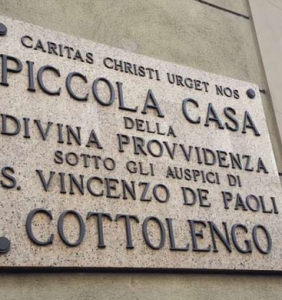 CARITAS CHRISTI URGET NOS
PICCOLA CASA
DELLA
DIVINA PROVVIDENZA
SOTTO GLI AUSPICI DI
S. VINCENZO DE PAOLI
COTTOLENGO